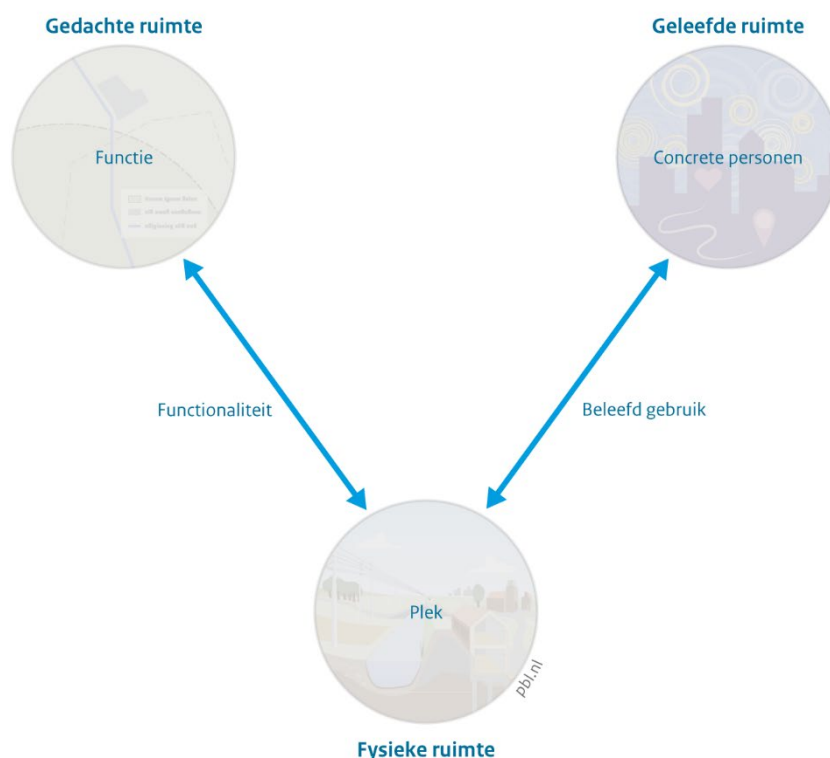 Gedachte ruimte
Geleefde ruimte
Functie
Concrete personen
Functionaliteit
Beleefd gebruik
Plek
pbl.nl
Fysieke ruimte